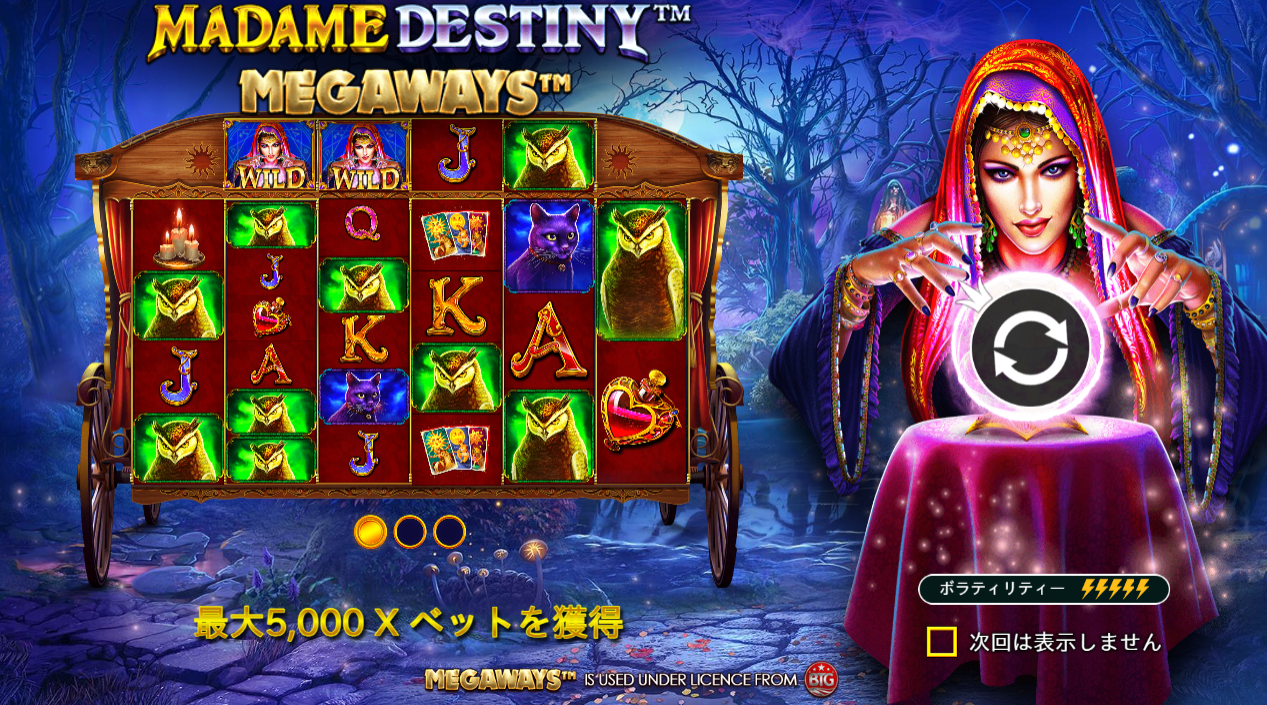 MADAME DESTINY™
MEGAWAYS™
WILD WILD J
Q
J
K
K
A
A
J
J
最大5,000 X ベットを獲得
ボラティリティー
次回は表示しません
MEGAWAYS™ IS USED UNDER LICENCE FROM BTG